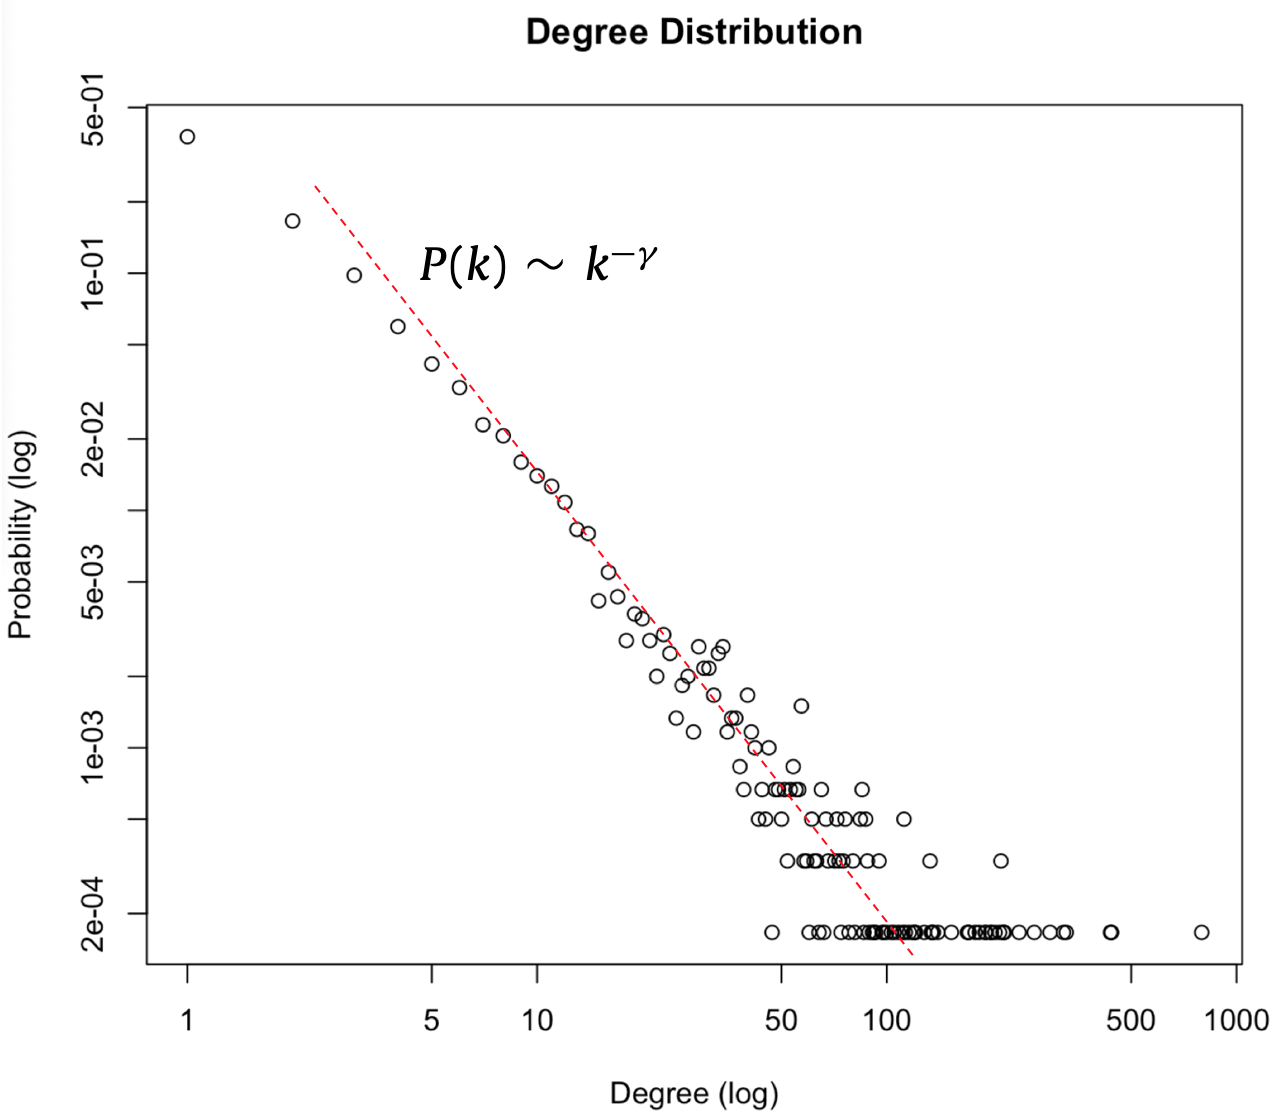 Degree Distribution
5e-01
1e-01
2e-02
5e-03
1e-03
2e-04
Probability (log)
P(k) ∼ k^{−γ}
1 5 10 50 100 500 1000
Degree (log)